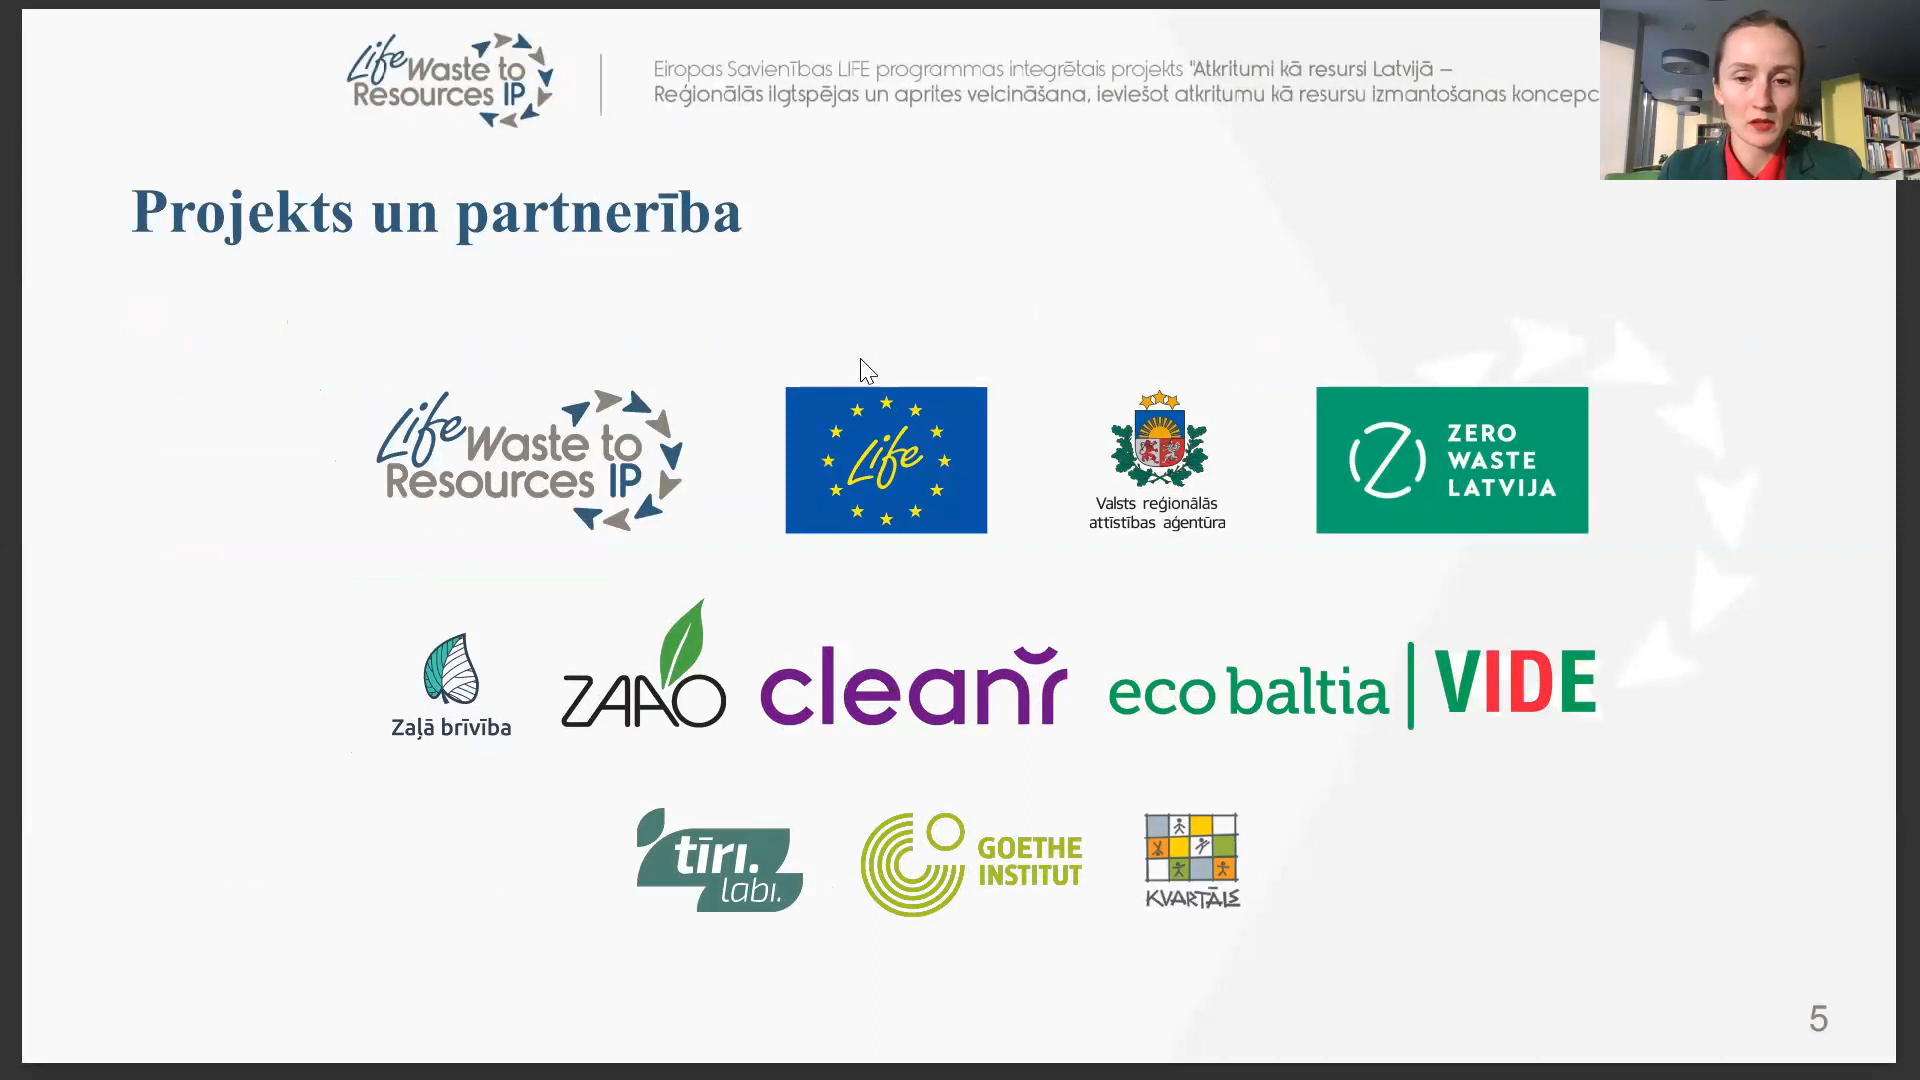 Life Waste to
Resources IP
Eiropas Savienības LIFE programmas integrētais projekts "Atkritumi kā resursi Latvijā –
Reģionālās ilgtspējas un aprites veicināšana, ieviešot atkritumu kā resursu izmantošanas koncepc
Projekts un partnerība
Life Waste to
Resources IP
Life
Valsts reģionālās
attīstības aģentūra
ZERO
WASTE
LATVIJA
Zaļā brīvība
ZAAO
cleanr
eco baltia | VIDE
tīri.
labi.
GOETHE
INSTITUT
KVARTĀLS
5